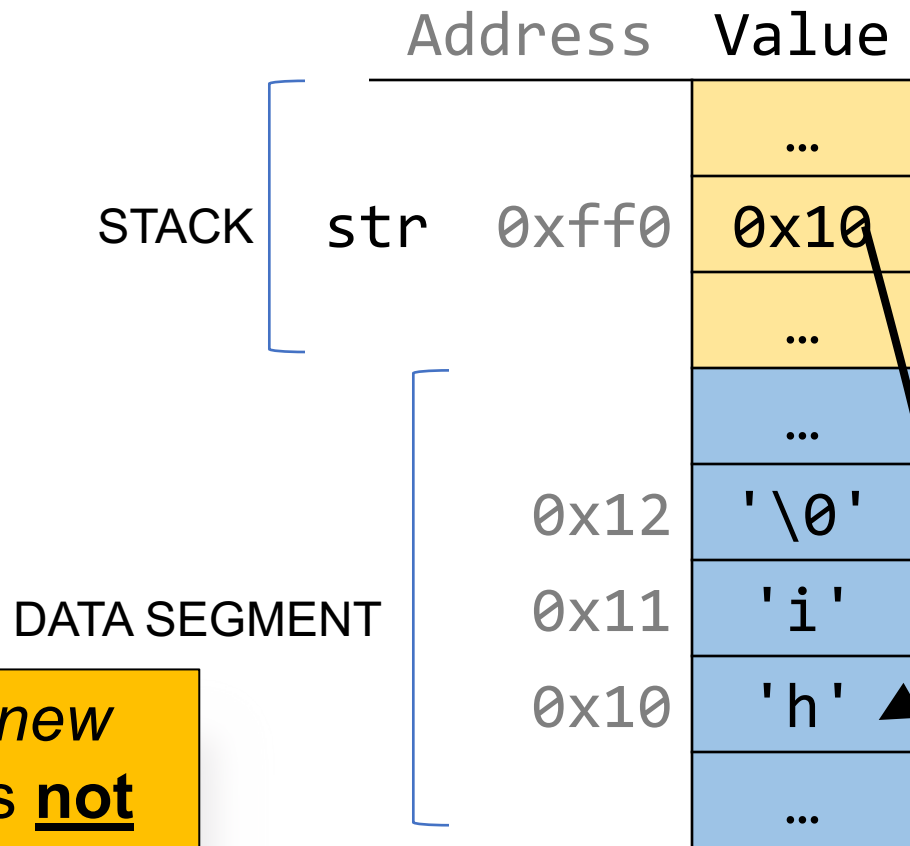 Address Value
…
STACK str 0xff0 0x10
…
…
0x12 '\0'
DATA SEGMENT 0x11 'i'
0x10 'h'
new
s not
…